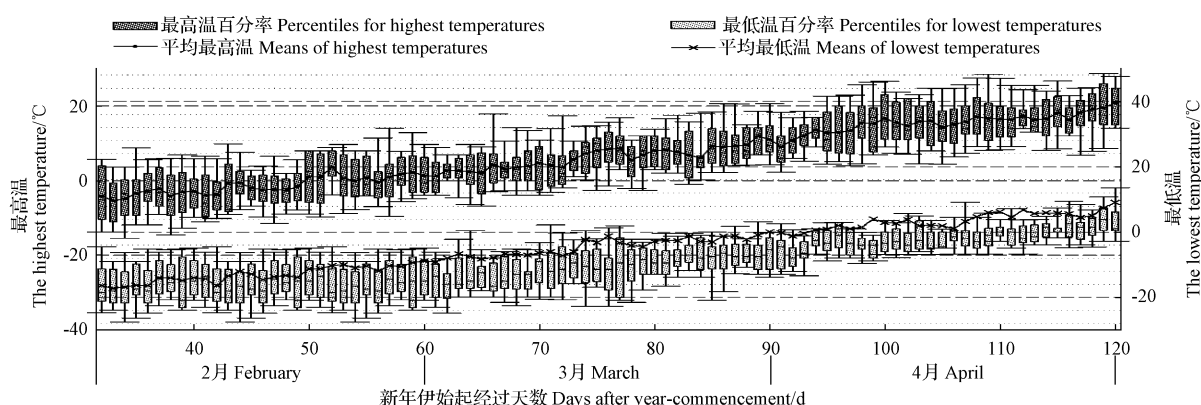 最高温百分率 Percentiles for highest temperatures
最低温百分率 Percentiles for lowest temperatures
平均最高温 Means of highest temperatures
平均最低温 Means of lowest temperatures
最高温
The highest temperature/℃
20
0
-20
-40
40
20
0
-20
最低温
The lowest temperature/℃
40 50 60 70 80 90 100 110 120
2月 February 3月 March 4月 April
新年伊始起经过天数 Days after year-commencement/d